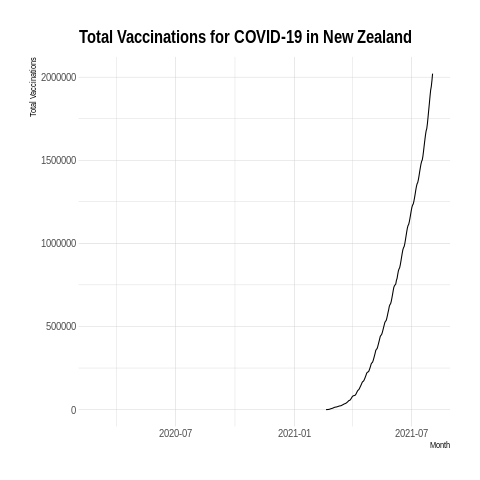 Total Vaccinations for COVID-19 in New Zealand
Total Vaccinations
2000000
1500000
1000000
500000
0
2020-07
2021-01
2021-07
Month